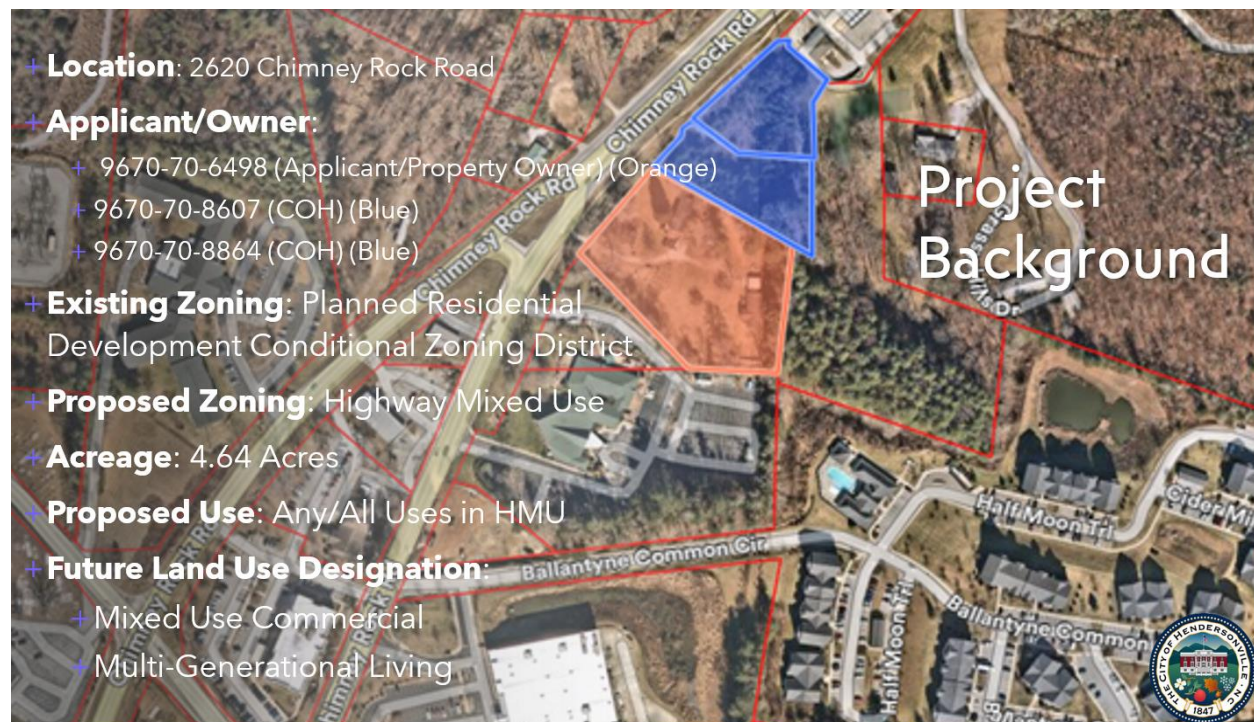 + Location: 2620 Chimney Rock Road
+ Applicant/Owner:
+ 9670-70-6498 (Applicant/Property Owner) (Orange)
+ 9670-70-8607 (COH) (Blue)
+ 9670-70-8864 (COH) (Blue)
+ Existing Zoning: Planned Residential
Development Conditional Zoning District
+ Proposed Zoning: Highway Mixed Use
+ Acreage: 4.64 Acres
+ Proposed Use: Any/All Uses in HMU
+ Future Land Use Designation:
+ Mixed Use Commercial
+ Multi-Generational Living
Project
Background
Chimney Rock Rd
Chimney Rock Rd
Chimney Rock Rd
Ballantyne Common Cir
Half Moon Trl
Half Moon Trl
Ballantyne Common
THE CITY OF HENDERSONVILLE, NC
1847